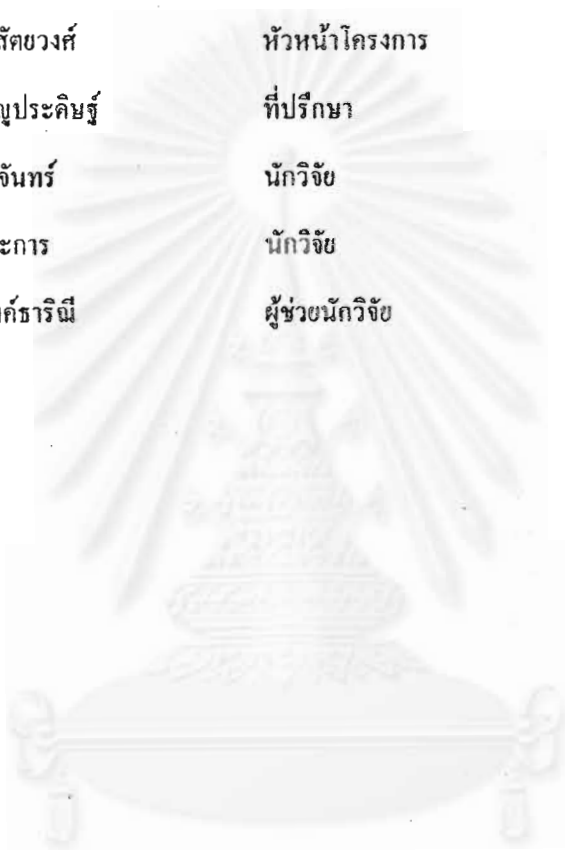 สัตยวงศ์ หัวหน้าโครงการ
ญประดิษฐ์ ที่ปรึกษา
จันทร์ นักวิจัย
ะการ นักวิจัย
งค์ธาริณี ผู้ช่วยนักวิจัย